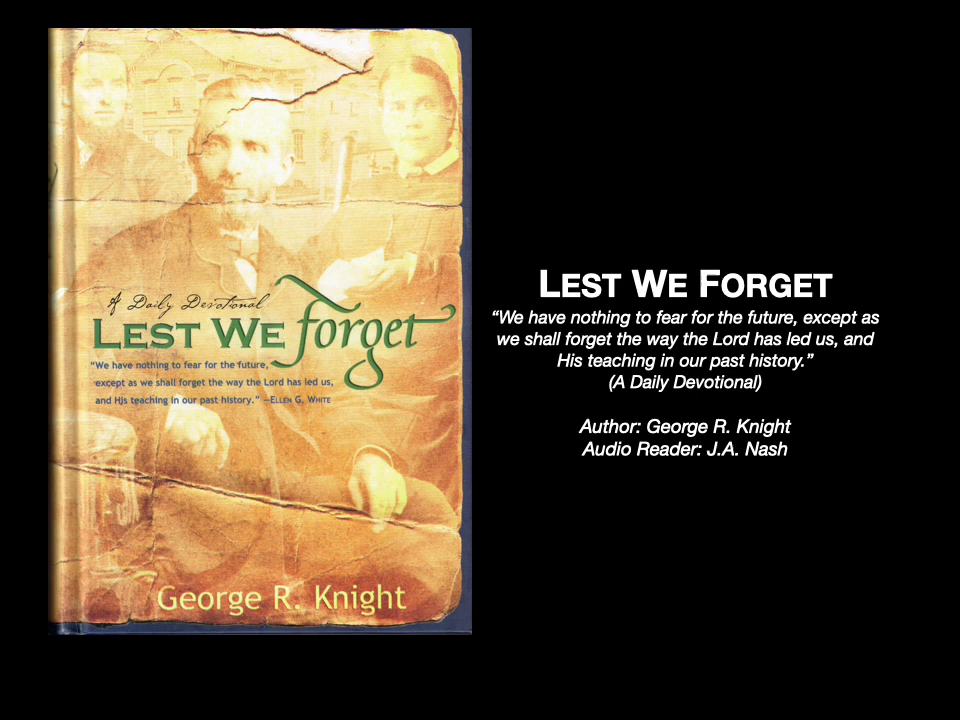 A Daily Devotional
LEST WE forget
“We have nothing to fear for the future,
except as we shall forget the way the Lord has led us,
and His teaching in our past history.” —ELLEN G. WHITE
George R. Knight
LEST WE FORGET
“We have nothing to fear for the future, except as
we shall forget the way the Lord has led us, and
His teaching in our past history.”
(A Daily Devotional)
Author: George R. Knight
Audio Reader: J.A. Nash